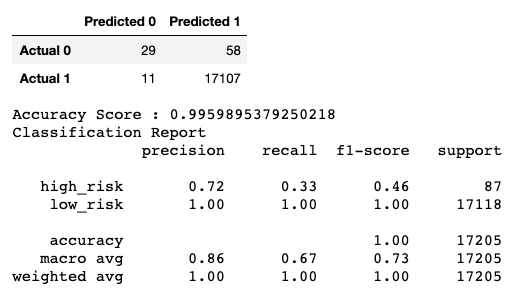 Predicted 0 Predicted 1
Actual 0 29 58
Actual 1 11 17107
Accuracy Score : 0.9959895379250218
Classification Report
precision recall f1-score support
high_risk 0.72 0.33 0.46 87
low_risk 1.00 1.00 1.00 17118
accuracy 1.00 17205
macro avg 0.86 0.67 0.73 17205
weighted avg 1.00 1.00 1.00 17205